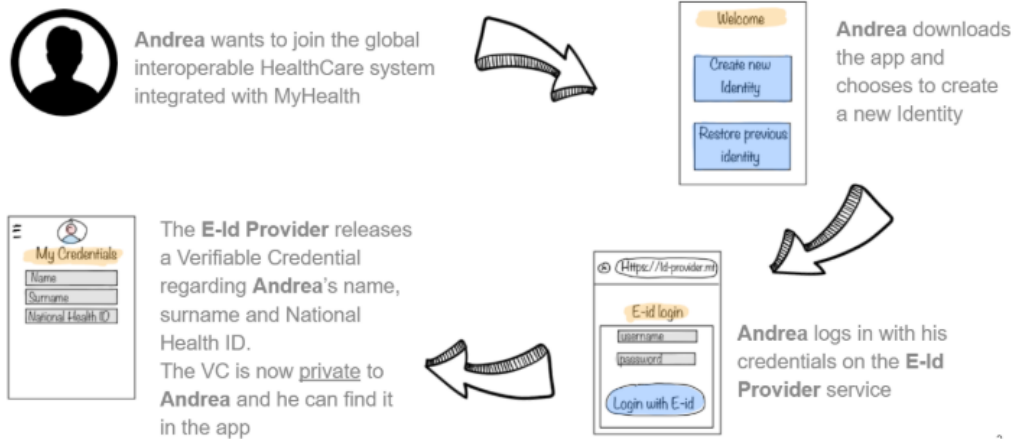 Andrea wants to join the global
interoperable HealthCare system
integrated with MyHealth
Welcome
Create new
Identity
Restore previous
identity
Andrea downloads
the app and
chooses to create
a new Identity
Https://Id-provider.mt
E-id login
username
password
Login with E-id
Andrea logs in with his
credentials on the E-Id
Provider service
My Credentials
Name
Surname
National Health ID
The E-Id Provider releases
a Verifiable Credential
regarding Andrea's name,
surname and National
Health ID.
The VC is now private to
Andrea and he can find it
in the app